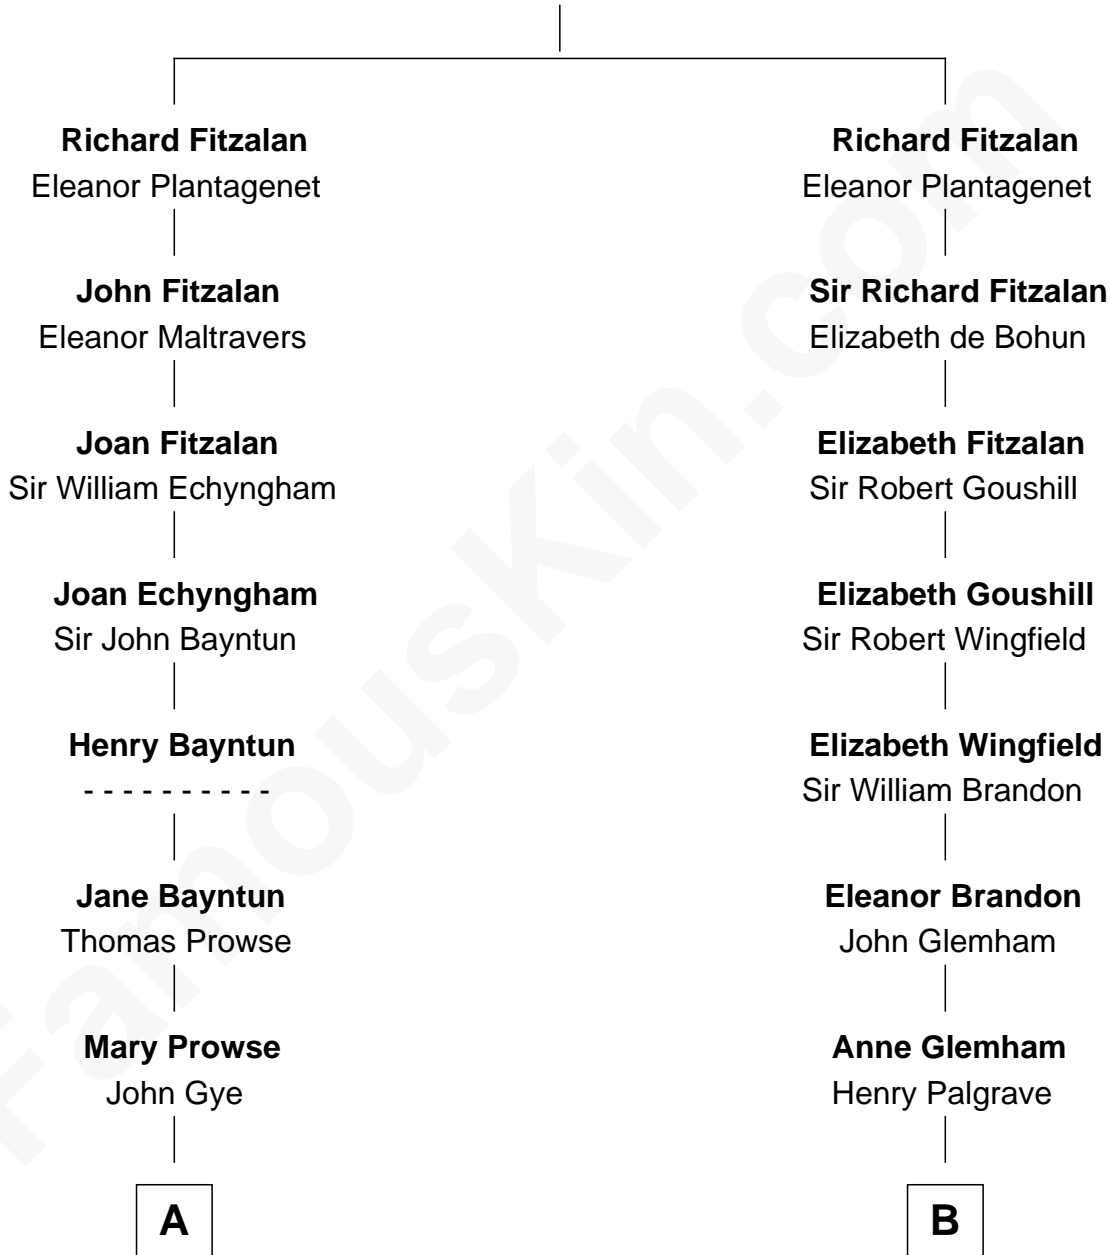 Richard Fitzalan
Eleanor Plantagenet
John Fitzalan
Eleanor Maltravers
Joan Fitzalan
Sir William Echyngham
Joan Echyngham
Sir John Bayntun
Henry Bayntun
- - - - - - - - - -
Jane Bayntun
Thomas Prowse
Mary Prowse
John Gye
A
Richard Fitzalan
Eleanor Plantagenet
Sir Richard Fitzalan
Elizabeth de Bohun
Elizabeth Fitzalan
Sir Robert Goushill
Elizabeth Goushill
Sir Robert Wingfield
Elizabeth Wingfield
Sir William Brandon
Eleanor Brandon
John Glemham
Anne Glemham
Henry Palgrave
B
FamousKin.com